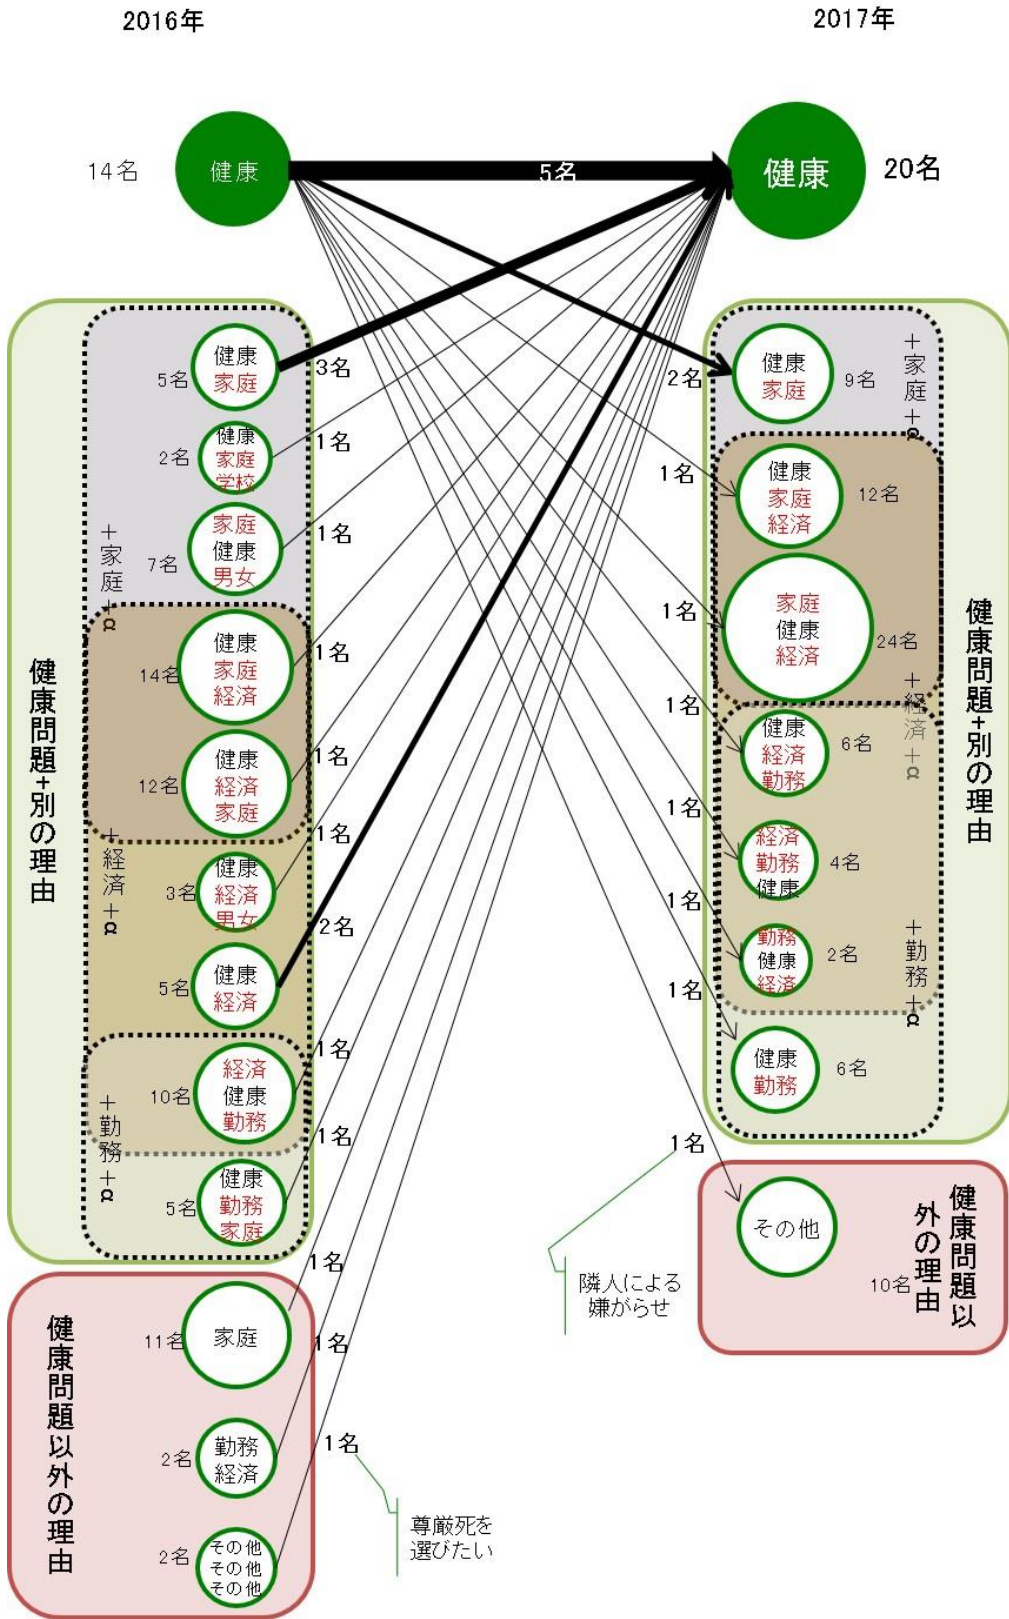 2016年
2017年
14名
健康
5名
健康
20名
健康問題+別の理由
+家庭+α
5名
健康
家庭
3名
2名
健康
家庭
学校
1名
7名
家庭
健康
男女
1名
14名
健康
家庭
経済
1名
12名
健康
経済
家庭
1名
+経済+α
3名
健康
経済
男女
1名
5名
健康
経済
2名
+勤務+α
10名
経済
健康
勤務
1名
5名
健康
勤務
家庭
1名
健康問題以外の理由
11名
家庭
1名
2名
勤務
経済
1名
2名
その他
その他
その他
1名
尊厳死を
選びたい
健康問題+別の理由
+家庭+α
2名
健康
家庭
9名
1名
健康
家庭
経済
12名
1名
家庭
健康
経済
24名
+経済+α
1名
健康
経済
勤務
6名
1名
経済
勤務
健康
4名
1名
勤務
健康
経済
2名
+勤務+α
1名
健康
勤務
6名
1名
隣人による
嫌がらせ
その他
10名
健康問題以
外の理由